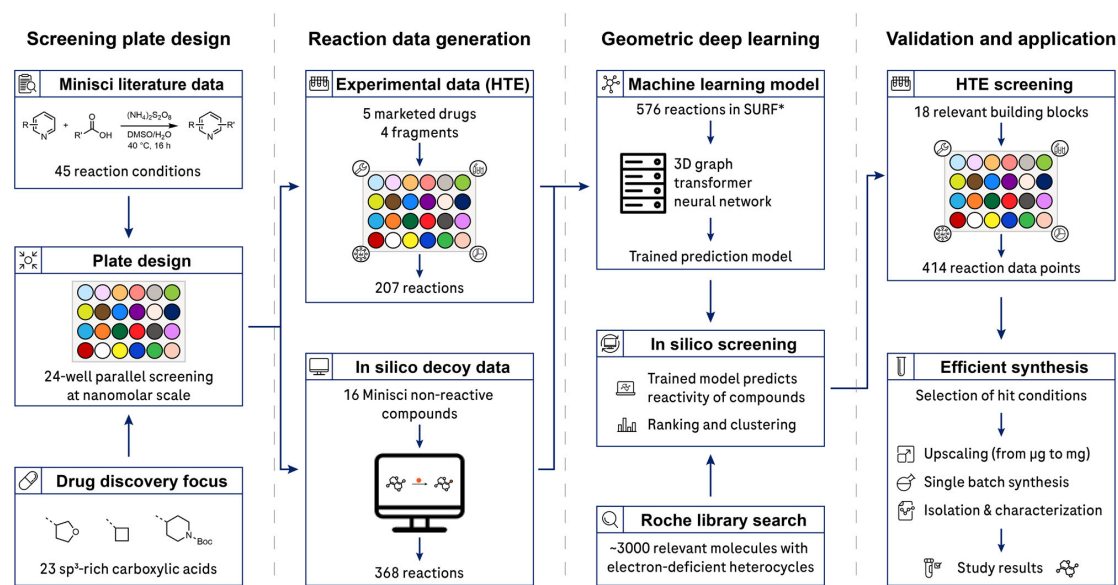 Screening plate design
Minisci literature data
R
N
+
R'
O
OH
(NH₄)₂S₂O₈
DMSO/H₂O
40 °C, 16 h
R
N
R'
45 reaction conditions
Plate design
24-well parallel screening
at nanomolar scale
Drug discovery focus
O
N
Boc
23 sp³-rich carboxylic acids
Reaction data generation
Experimental data (HTE)
5 marketed drugs
4 fragments
207 reactions
In silico decoy data
16 Minisci non-reactive
compounds
368 reactions
Geometric deep learning
Machine learning model
576 reactions in SURF*
3D graph
transformer
neural network
Trained prediction model
In silico screening
Trained model predicts
reactivity of compounds
Ranking and clustering
Roche library search
~3000 relevant molecules with
electron-deficient heterocycles
Validation and application
HTE screening
18 relevant building blocks
414 reaction data points
Efficient synthesis
Selection of hit conditions
Upscaling (from µg to mg)
Single batch synthesis
Isolation & characterization
Study results